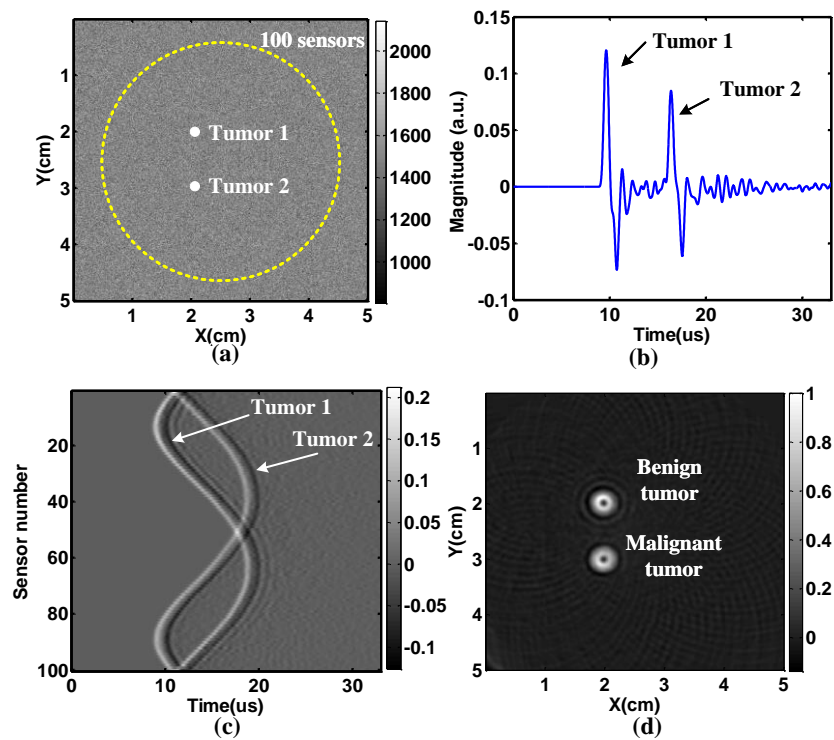 100 sensors
2000
1800
1600
1400
1200
1000
Tumor 1
Tumor 2
Y(cm)
1
2
3
4
5
1
2
3
4
5
X(cm)
(a)
0.15
0.10
0.05
0
-0.05
-0.1
Magnitude (a.u.)
Tumor 1
Tumor 2
0
10
20
30
Time(us)
(b)
Tumor 1
Tumor 2
Sensor number
20
40
60
80
100
0
10
20
30
Time(us)
(c)
0.2
0.15
0.1
0.05
0
-0.05
-0.1
Benign
tumor
Malignant
tumor
Y(cm)
1
2
3
4
5
1
2
3
4
5
X(cm)
(d)
1
0.8
0.6
0.4
0.2
0